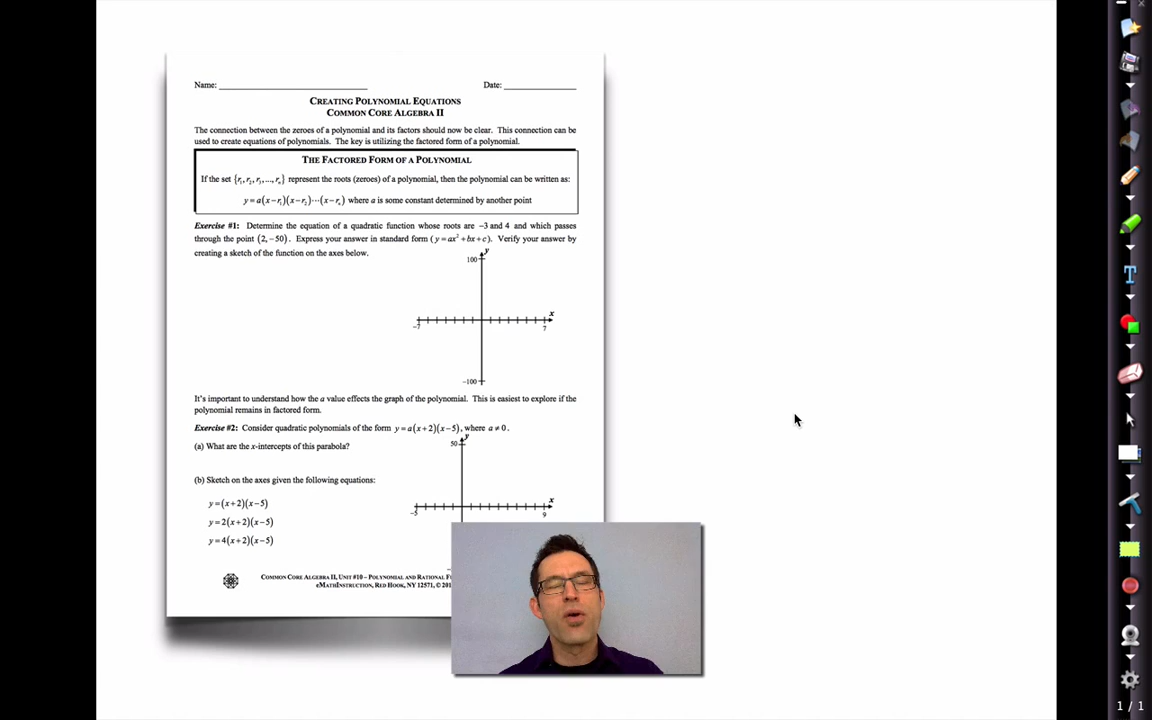 Name: Date:
CREATING POLYNOMIAL EQUATIONS
COMMON CORE ALGEBRA II
The connection between the zeroes of a polynomial and its factors should now be clear. This connection can be
used to create equations of polynomials. The key is utilizing the factored form of a polynomial.
THE FACTORED FORM OF A POLYNOMIAL
If the set {r₁, r₂, r₃, ..., rₙ} represent the roots (zeroes) of a polynomial, then the polynomial can be written as:
y = a(x−r₁)(x−r₂)⋯(x−rₙ) where a is some constant determined by another point
Exercise #1: Determine the equation of a quadratic function whose roots are −3 and 4 and which passes
through the point (2, −50). Express your answer in standard form (y = ax² + bx + c). Verify your answer by
creating a sketch of the function on the axes below.
y
100
x
−7 7
−100
It's important to understand how the a value effects the graph of the polynomial. This is easiest to explore if the
polynomial remains in factored form.
Exercise #2: Consider quadratic polynomials of the form y = a(x+2)(x−5), where a ≠ 0.
y
(a) What are the x-intercepts of this parabola? 50
(b) Sketch on the axes given the following equations:
y = (x+2)(x−5) x
−5 9
y = 2(x+2)(x−5)
y = 4(x+2)(x−5)
COMMON CORE ALGEBRA II, UNIT #10 – POLYNOMIAL AND RATIONAL
EMATHINSTRUCTION, RED HOOK, NY 12571, © 201
T
1 / 1